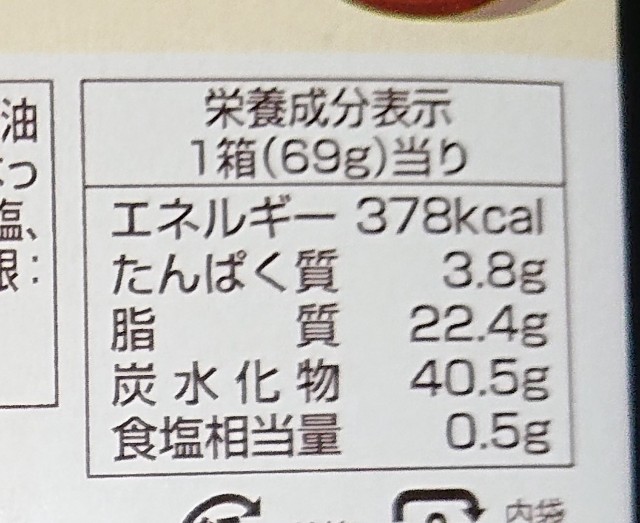 油
塩、
栄養成分表示
1箱(69g)当り
エネルギー 378kcal
たんぱく質 3.8g
脂質 22.4g
炭水化物 40.5g
食塩相当量 0.5g
内袋